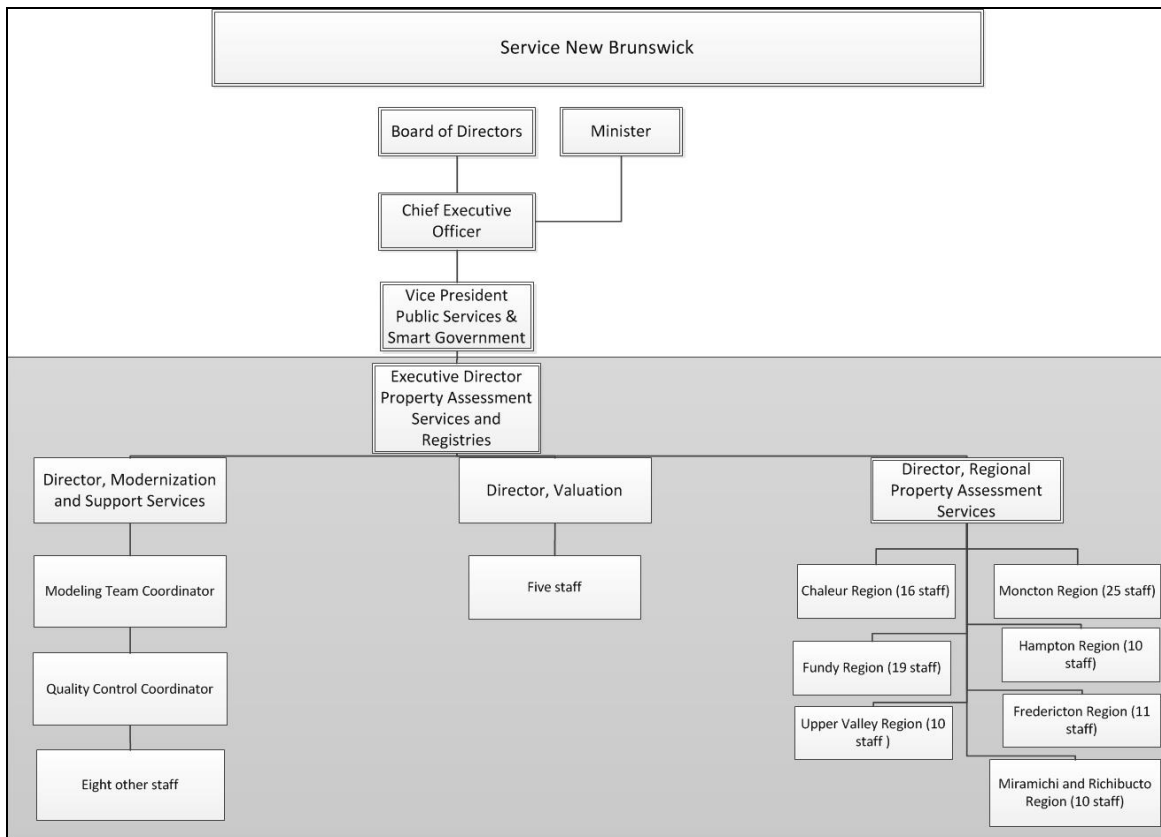 Service New Brunswick
Board of Directors
Minister
Chief Executive
Officer
Vice President
Public Services &
Smart Government
Executive Director
Property Assessment
Services and
Registries
Director, Modernization
and Support Services
Director, Valuation
Director, Regional
Property Assessment
Services
Modeling Team Coordinator
Five staff
Chaleur Region (16 staff)
Moncton Region (25 staff)
Quality Control Coordinator
Fundy Region (19 staff)
Hampton Region (10
staff)
Upper Valley Region (10
staff )
Fredericton Region (11
staff)
Eight other staff
Miramichi and Richibucto
Region (10 staff)